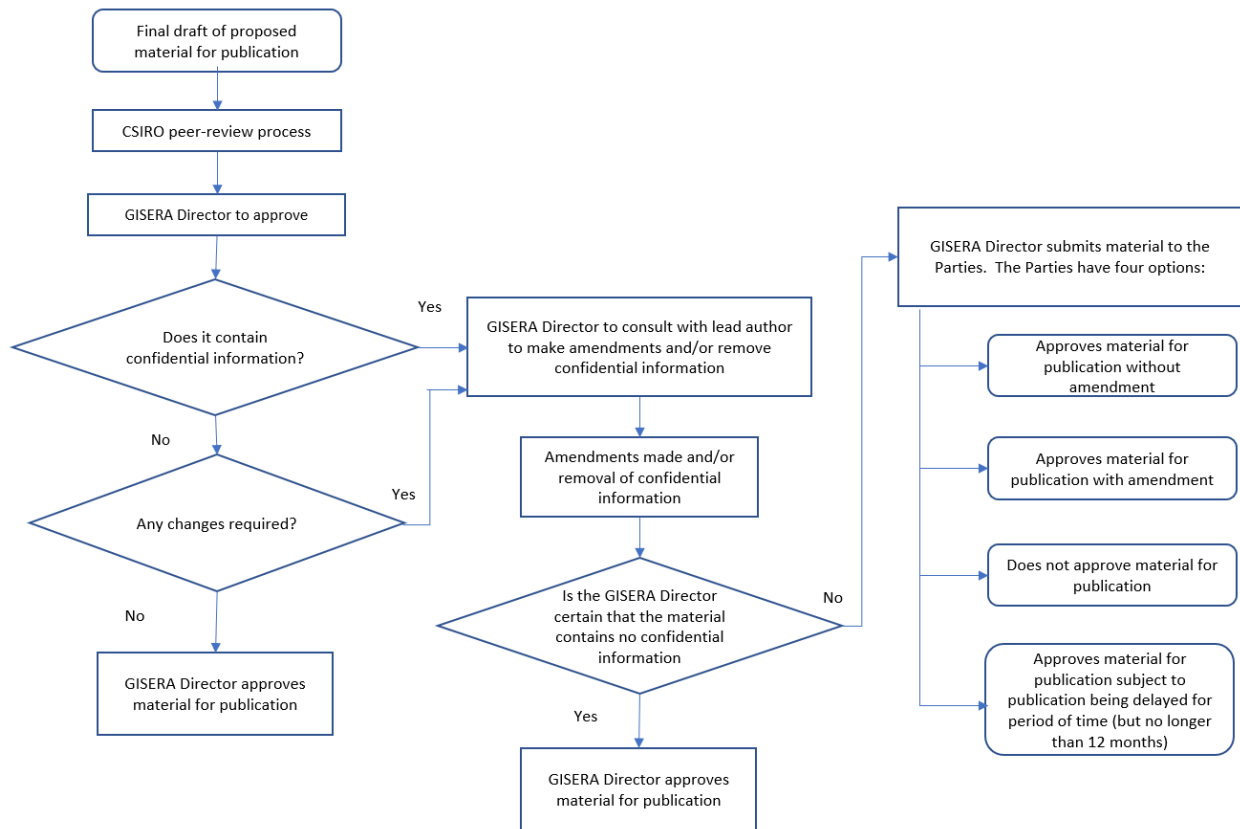 Final draft of proposed
material for publication
CSIRO peer-review process
GISERA Director to approve
Does it contain
confidential information?
Yes
No
Any changes required?
Yes
No
GISERA Director approves
material for publication
GISERA Director to consult with lead author
to make amendments and/or remove
confidential information
Amendments made and/or
removal of confidential
information
Is the GISERA Director
certain that the material
contains no confidential
information
No
Yes
GISERA Director approves
material for publication
GISERA Director submits material to the
Parties.  The Parties have four options:
Approves material for
publication without
amendment
Approves material for
publication with amendment
Does not approve material for
publication
Approves material for
publication subject to
publication being delayed for
period of time (but no longer
than 12 months)